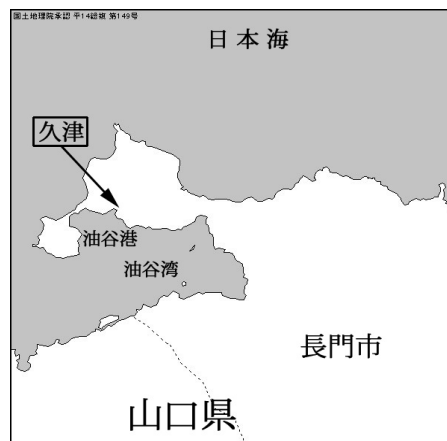 国土地理院承認 平14総複 第149号
日本海
久津
油谷港
油谷湾
長門市
山口県